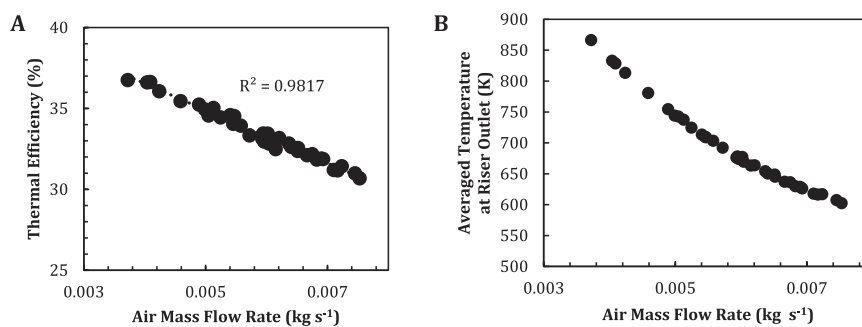 A
40
35
30
25
Thermal Efficiency (%)
R² = 0.9817
0.003
0.005
0.007
Air Mass Flow Rate (kg s⁻¹)
B
900
850
800
750
700
650
600
550
500
Averaged Temperature
at Riser Outlet (K)
0.003
0.005
0.007
Air Mass Flow Rate (kg s⁻¹)